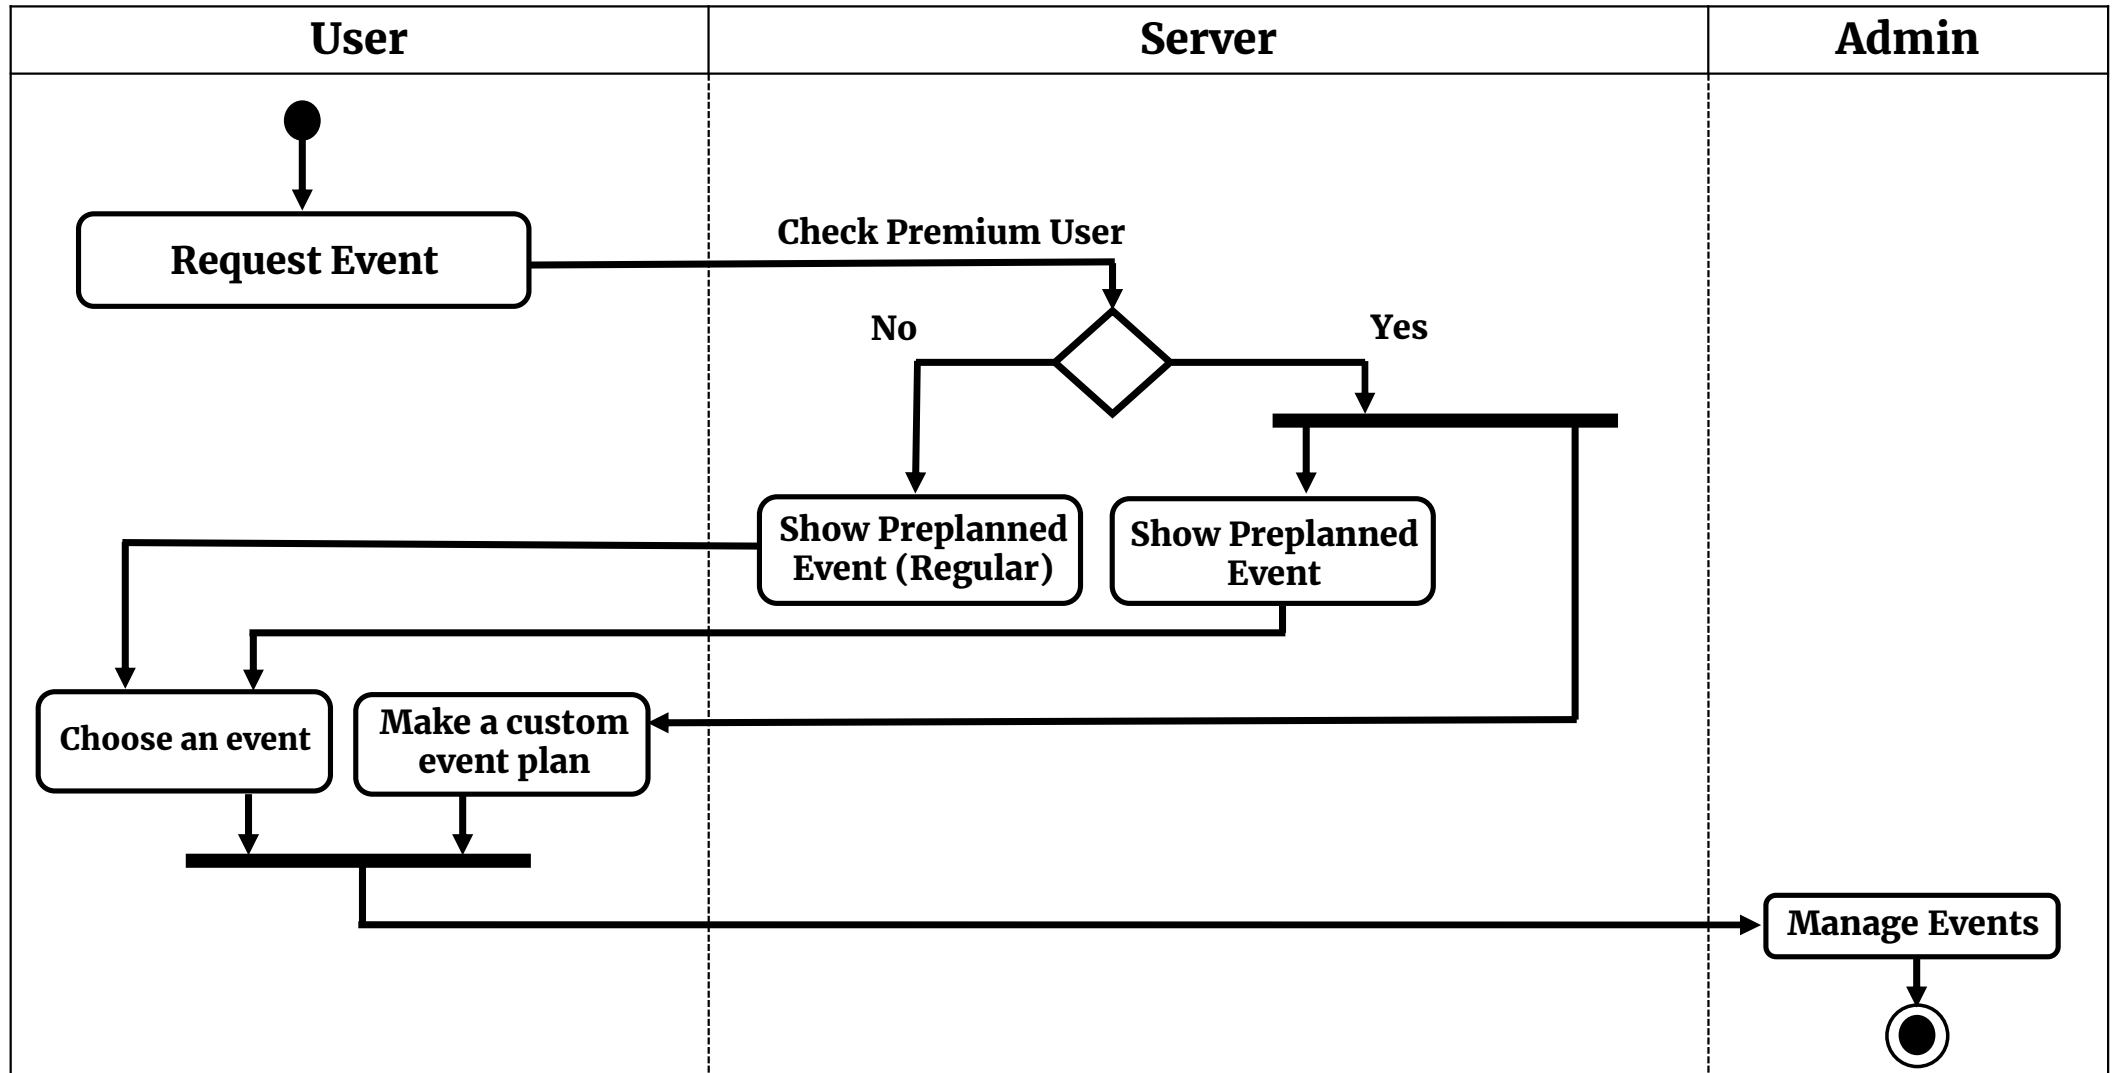 User
Server
Admin
Request Event
Check Premium User
No
Yes
Show Preplanned
Event (Regular)
Show Preplanned
Event
Choose an event
Make a custom
event plan
Manage Events